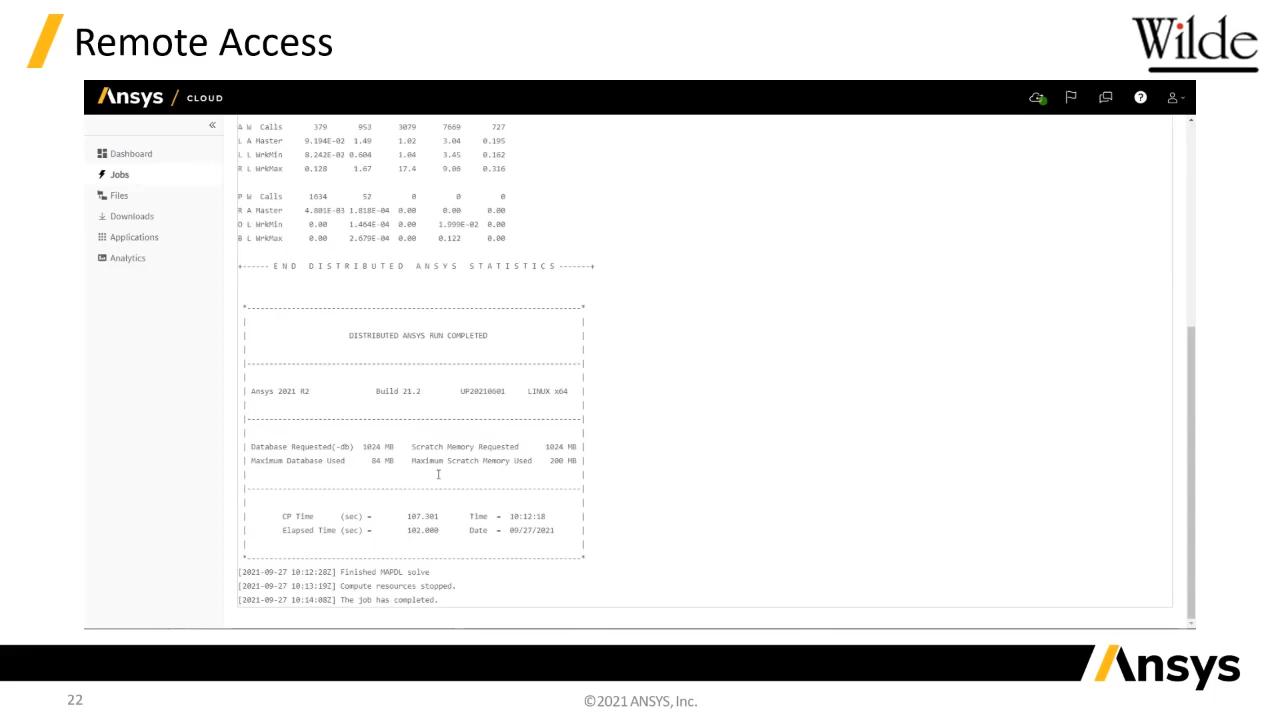 Remote Access
Wilde
Ansys / CLOUD
«
Dashboard
Jobs
Files
Downloads
Applications
Analytics
A W Calls 379 953 3079 7669 727
L A Master 9.194E-02 1.49 1.02 3.04 0.195
L L WrkMin 8.242E-02 0.604 1.04 3.45 0.162
R L WrkMax 0.128 1.67 17.4 9.06 0.316
P W Calls 1634 52 0 0 0
R A Master 4.801E-03 1.818E-04 0.00 0.00 0.00
O L WrkMin 0.00 1.464E-04 0.00 1.999E-02 0.00
B L WrkMax 0.00 2.679E-04 0.00 0.122 0.00
+------ E N D D I S T R I B U T E D A N S Y S S T A T I S T I C S -------+
DISTRIBUTED ANSYS RUN COMPLETED
Ansys 2021 R2 Build 21.2 UP20210601 LINUX x64
Database Requested(-db) 1024 MB Scratch Memory Requested 1024 MB
Maximum Database Used 84 MB Maximum Scratch Memory Used 200 MB
CP Time (sec) = 107.301 Time = 10:12:18
Elapsed Time (sec) = 102.000 Date = 09/27/2021
[2021-09-27 10:12:28Z] Finished MAPDL solve
[2021-09-27 10:13:19Z] Compute resources stopped.
[2021-09-27 10:14:08Z] The job has completed.
Ansys
22
©2021 ANSYS, Inc.